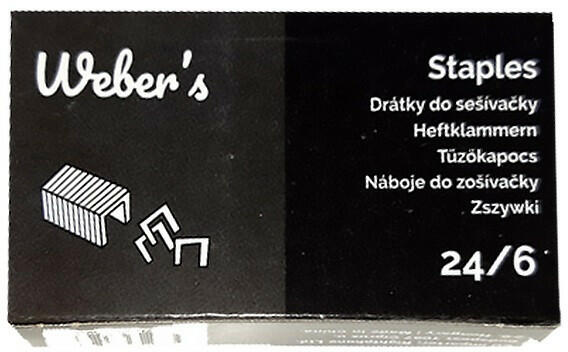 Weber's
Staples
Drátky do sešívačky
Heftklammern
Tűzőkapocs
Náboje do zošívačky
Zszywki
24/6